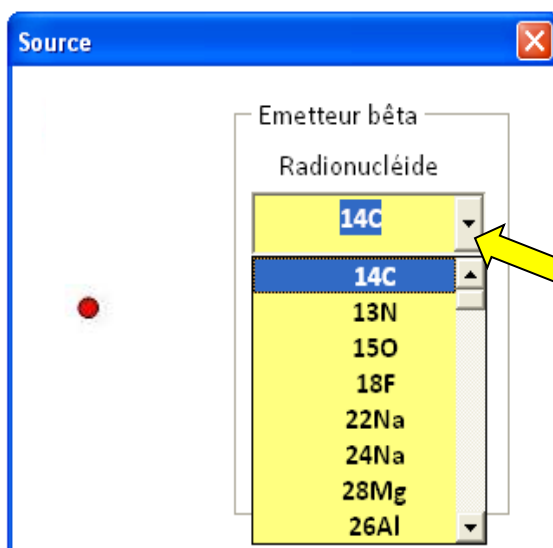 Source
Emetteur bêta
Radionucléide
14C
14C
13N
15O
18F
22Na
24Na
28Mg
26Al